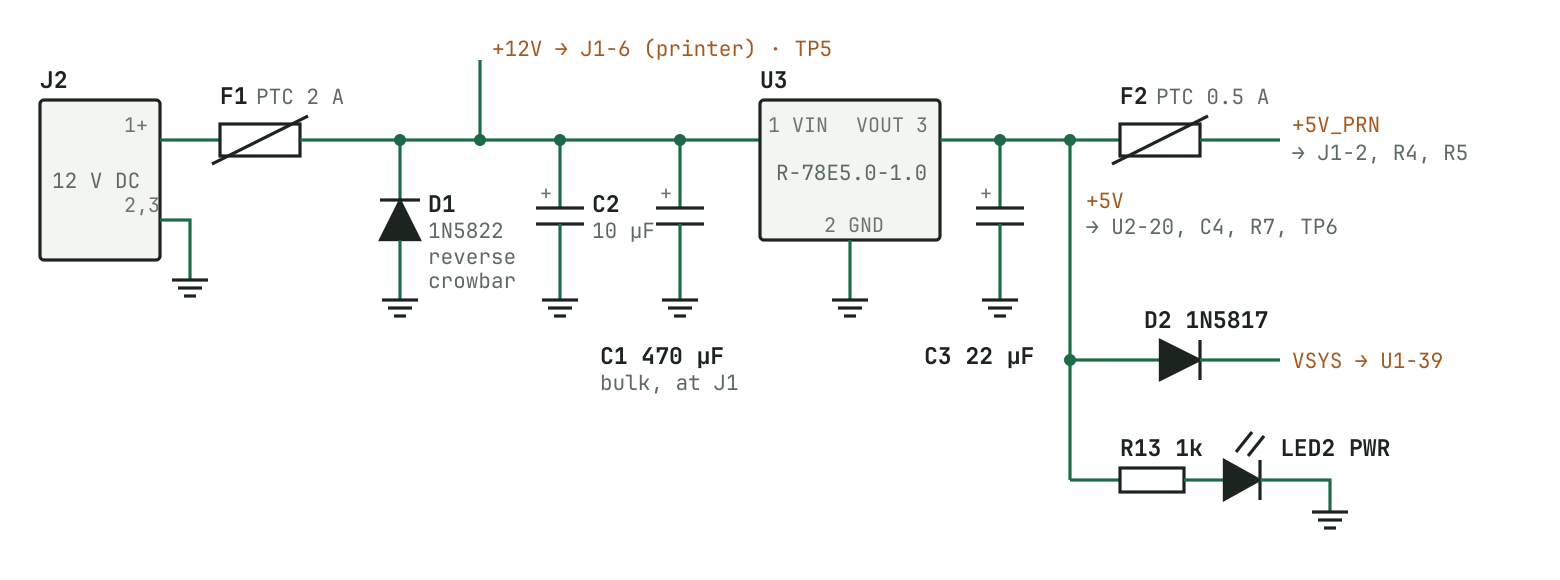 +12V → J1-6 (printer) · TP5
J2
U3
F1 PTC 2 A
F2 PTC 0.5 A
1+
1 VIN VOUT 3
+5V_PRN
→ J1-2, R4, R5
12 V DC
R-78E5.0-1.0
2,3
+
+
+
D1
C2
+5V
1N5822
10 µF
2 GND
→ U2-20, C4, R7, TP6
reverse
crowbar
D2 1N5817
C1 470 µF
C3 22 µF
VSYS → U1-39
bulk, at J1
R13 1k
LED2 PWR